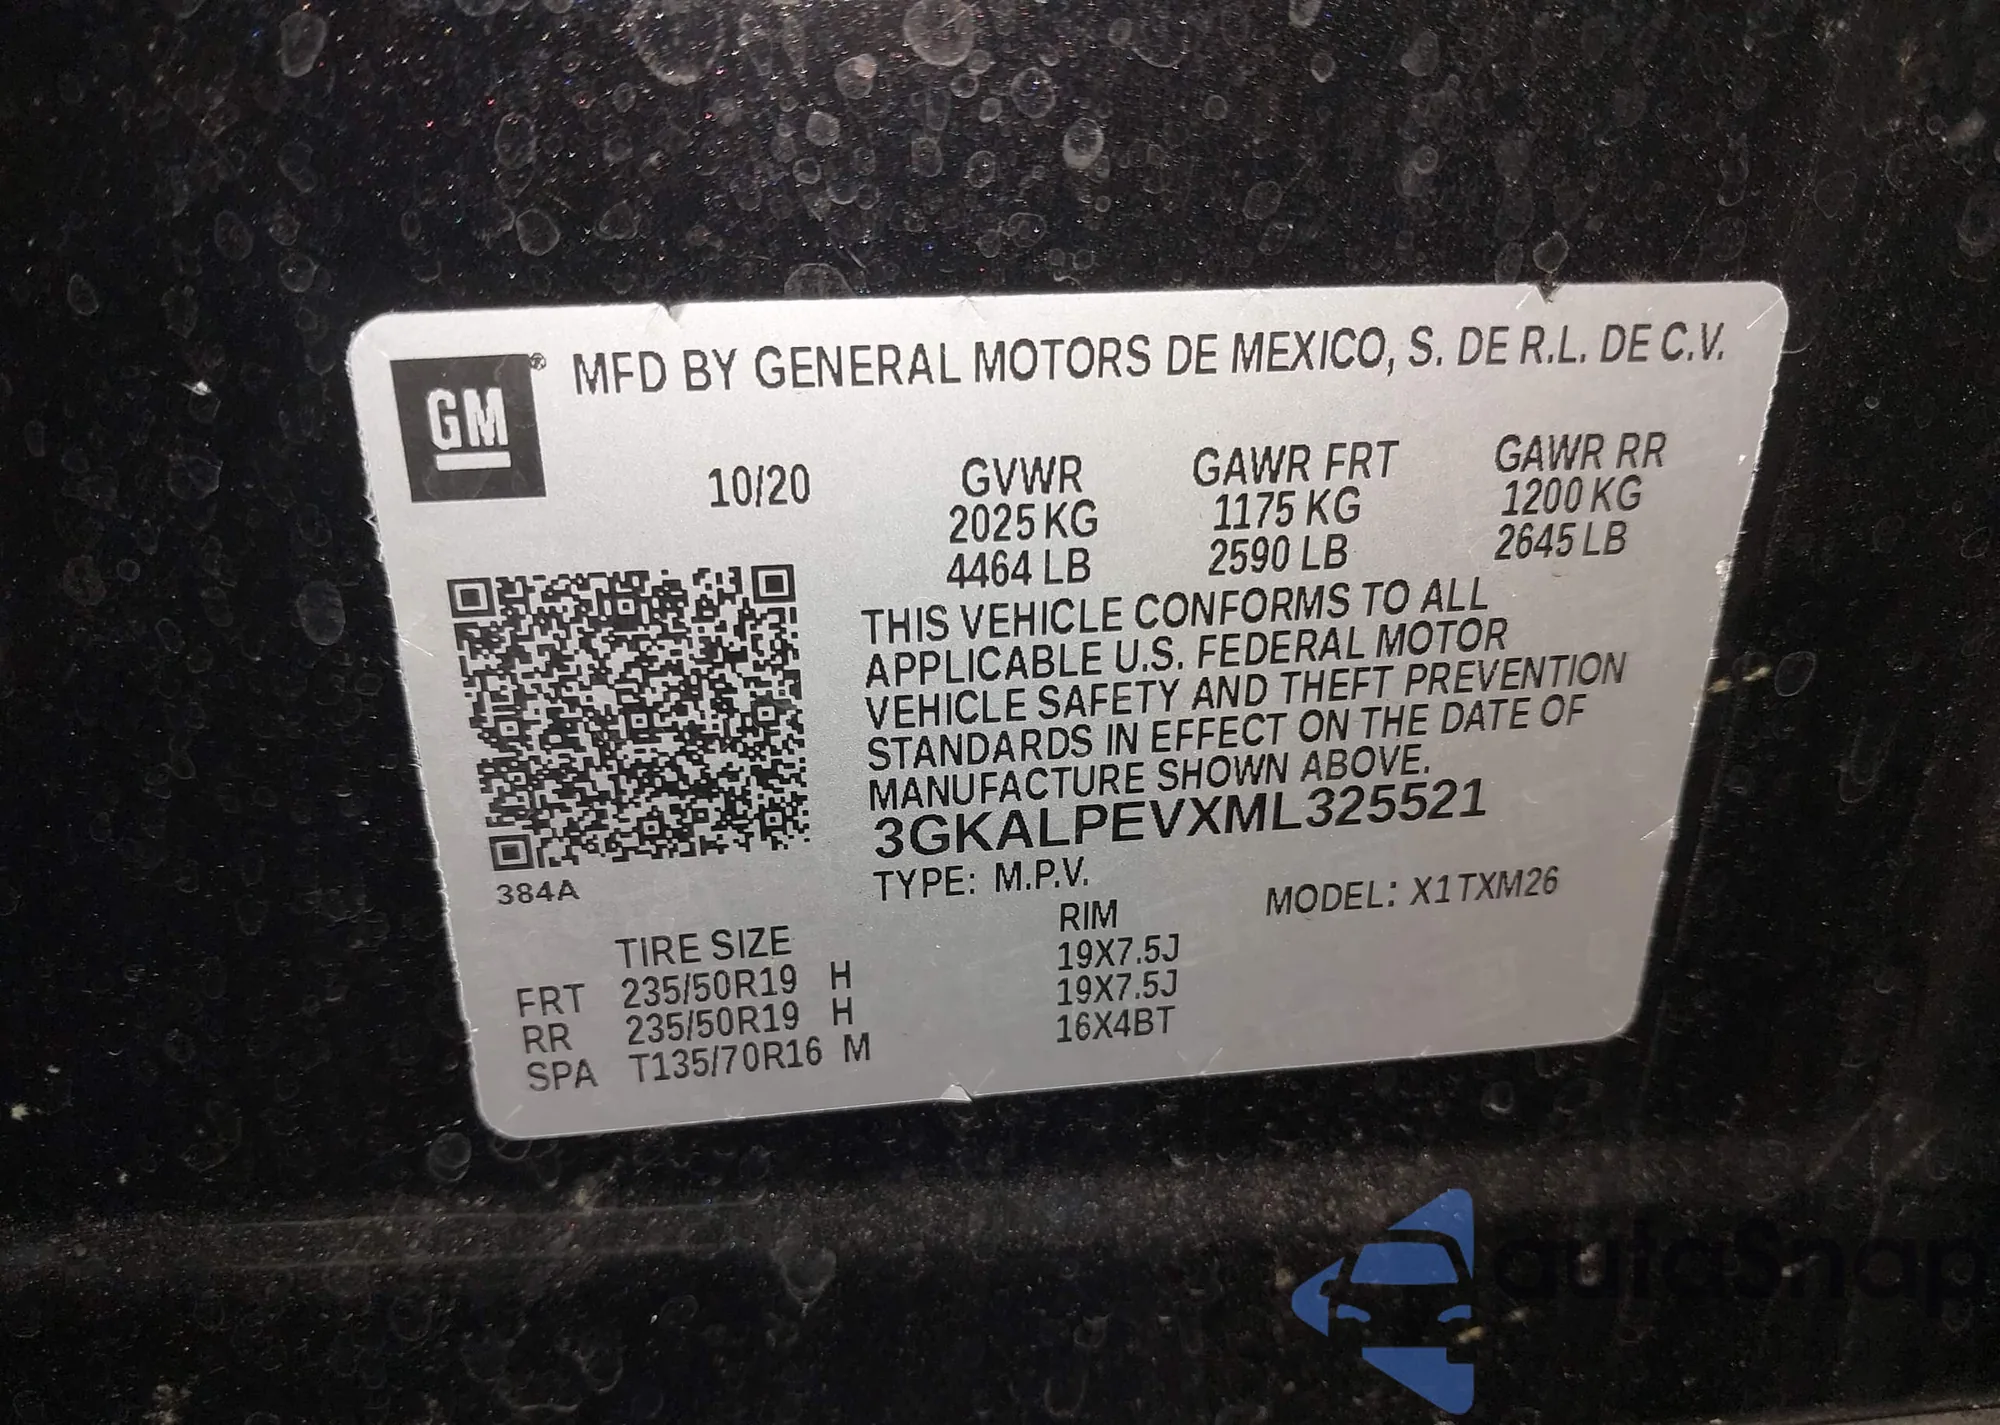 GM® MFD BY GENERAL MOTORS DE MEXICO, S. DE R.L. DE C.V.
10/20 GVWR GAWR FRT GAWR RR
2025 KG 1175 KG 1200 KG
4464 LB 2590 LB 2645 LB
THIS VEHICLE CONFORMS TO ALL
APPLICABLE U.S. FEDERAL MOTOR
VEHICLE SAFETY AND THEFT PREVENTION
STANDARDS IN EFFECT ON THE DATE OF
MANUFACTURE SHOWN ABOVE.
3GKALPEVXML325521
384A TYPE: M.P.V. MODEL: X1TXM26
TIRE SIZE RIM
FRT 235/50R19 H 19X7.5J
RR 235/50R19 H 19X7.5J
SPA T135/70R16 M 16X4BT
autoSnap